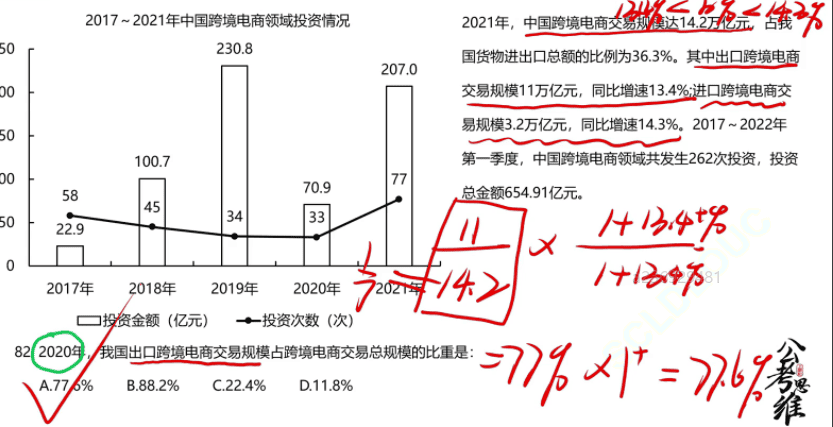 2017～2021年中国跨境电商领域投资情况
230.8
207.0
100.7
70.9
22.9
58
45
34
33
77
50
00
50
00
50
0
2017年
2018年
2019年
2020年
2021年
投资金额（亿元）
投资次数（次）
13.4% < b% < 14.3%
2021年，中国跨境电商交易规模达14.2万亿元，占我
国货物进出口总额的比例为36.3%。其中出口跨境电商
交易规模11万亿元，同比增速13.4%;进口跨境电商交
易规模3.2万亿元，同比增速14.3%。2017～2022年
第一季度，中国跨境电商领域共发生262次投资，投资
总金额654.91亿元。
11
14.2
×
1+13.4+%
1+13.4%
82
2020年，我国出口跨境电商交易规模占跨境电商交易总规模的比重是：
A.77.6%
B.88.2%
C.22.4%
D.11.8%
=77% × 1+ = 77.6%
公考思维